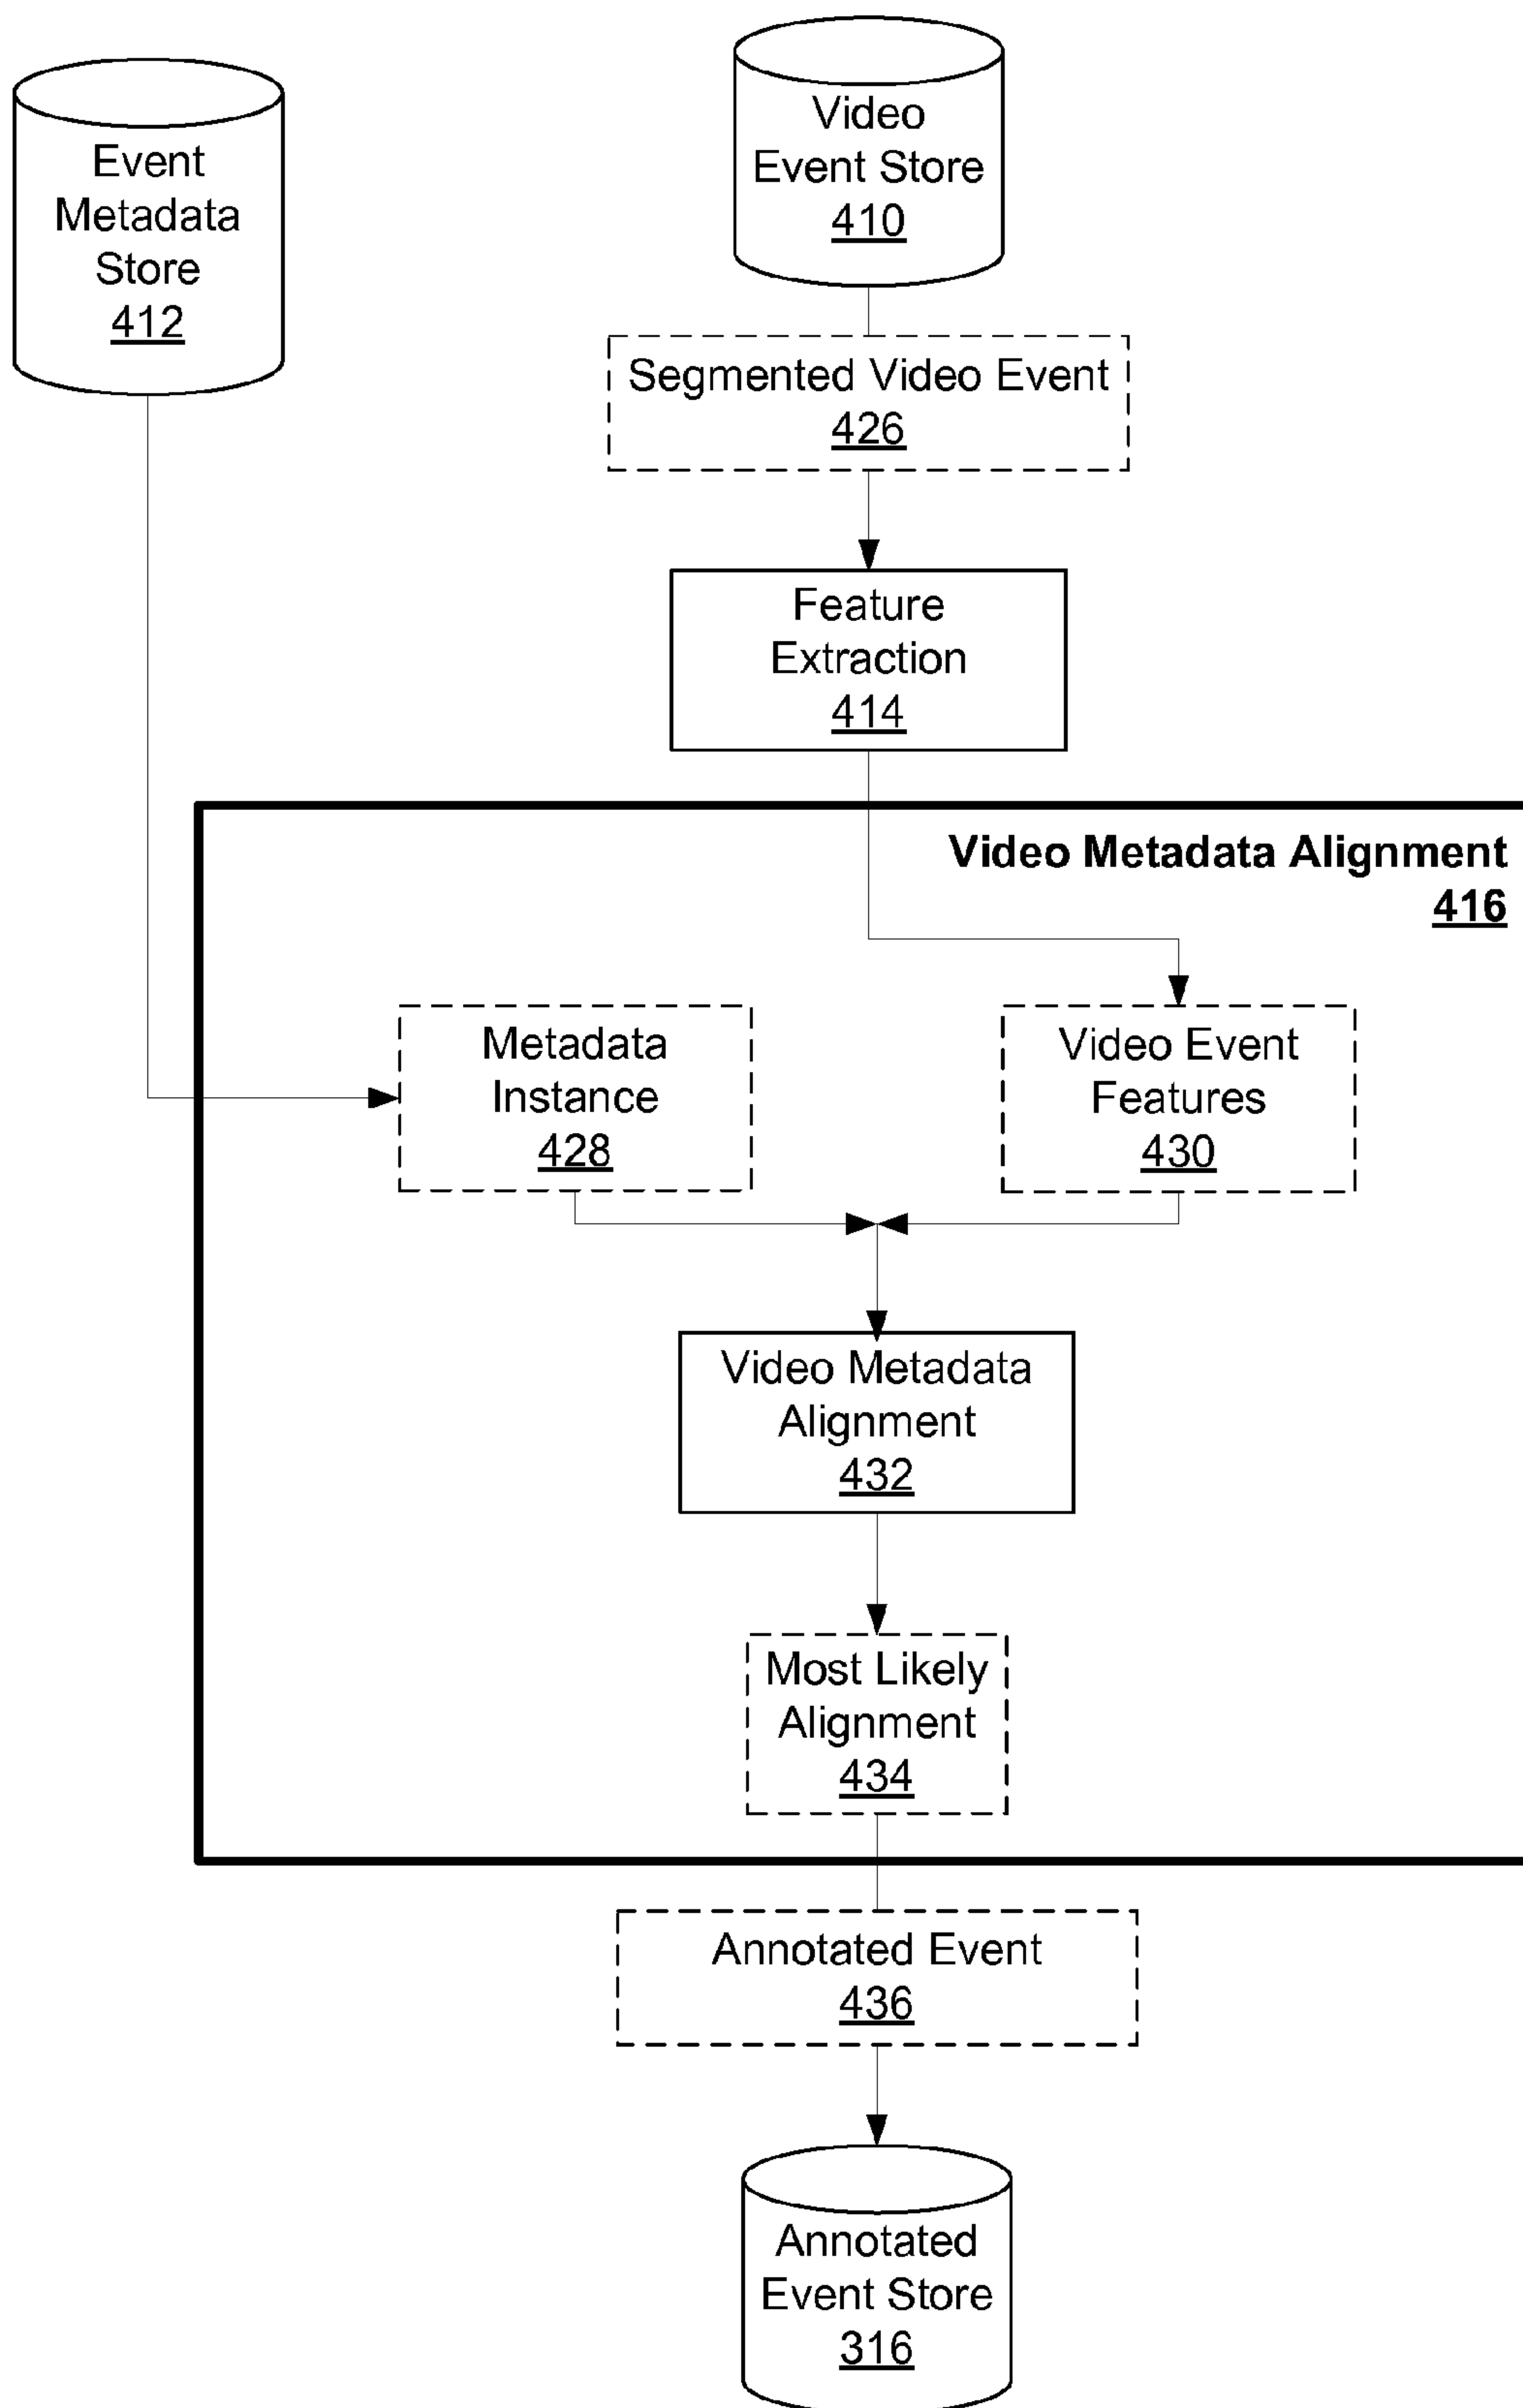 Video
Event Store
410
Event
Metadata
Store
412
Segmented Video Event
426
Feature
Extraction
414
Video Metadata Alignment
416
Metadata
Instance
428
Video Event
Features
430
Video Metadata
Alignment
432
Most Likely
Alignment
434
Annotated Event
436
Annotated
Event Store
316